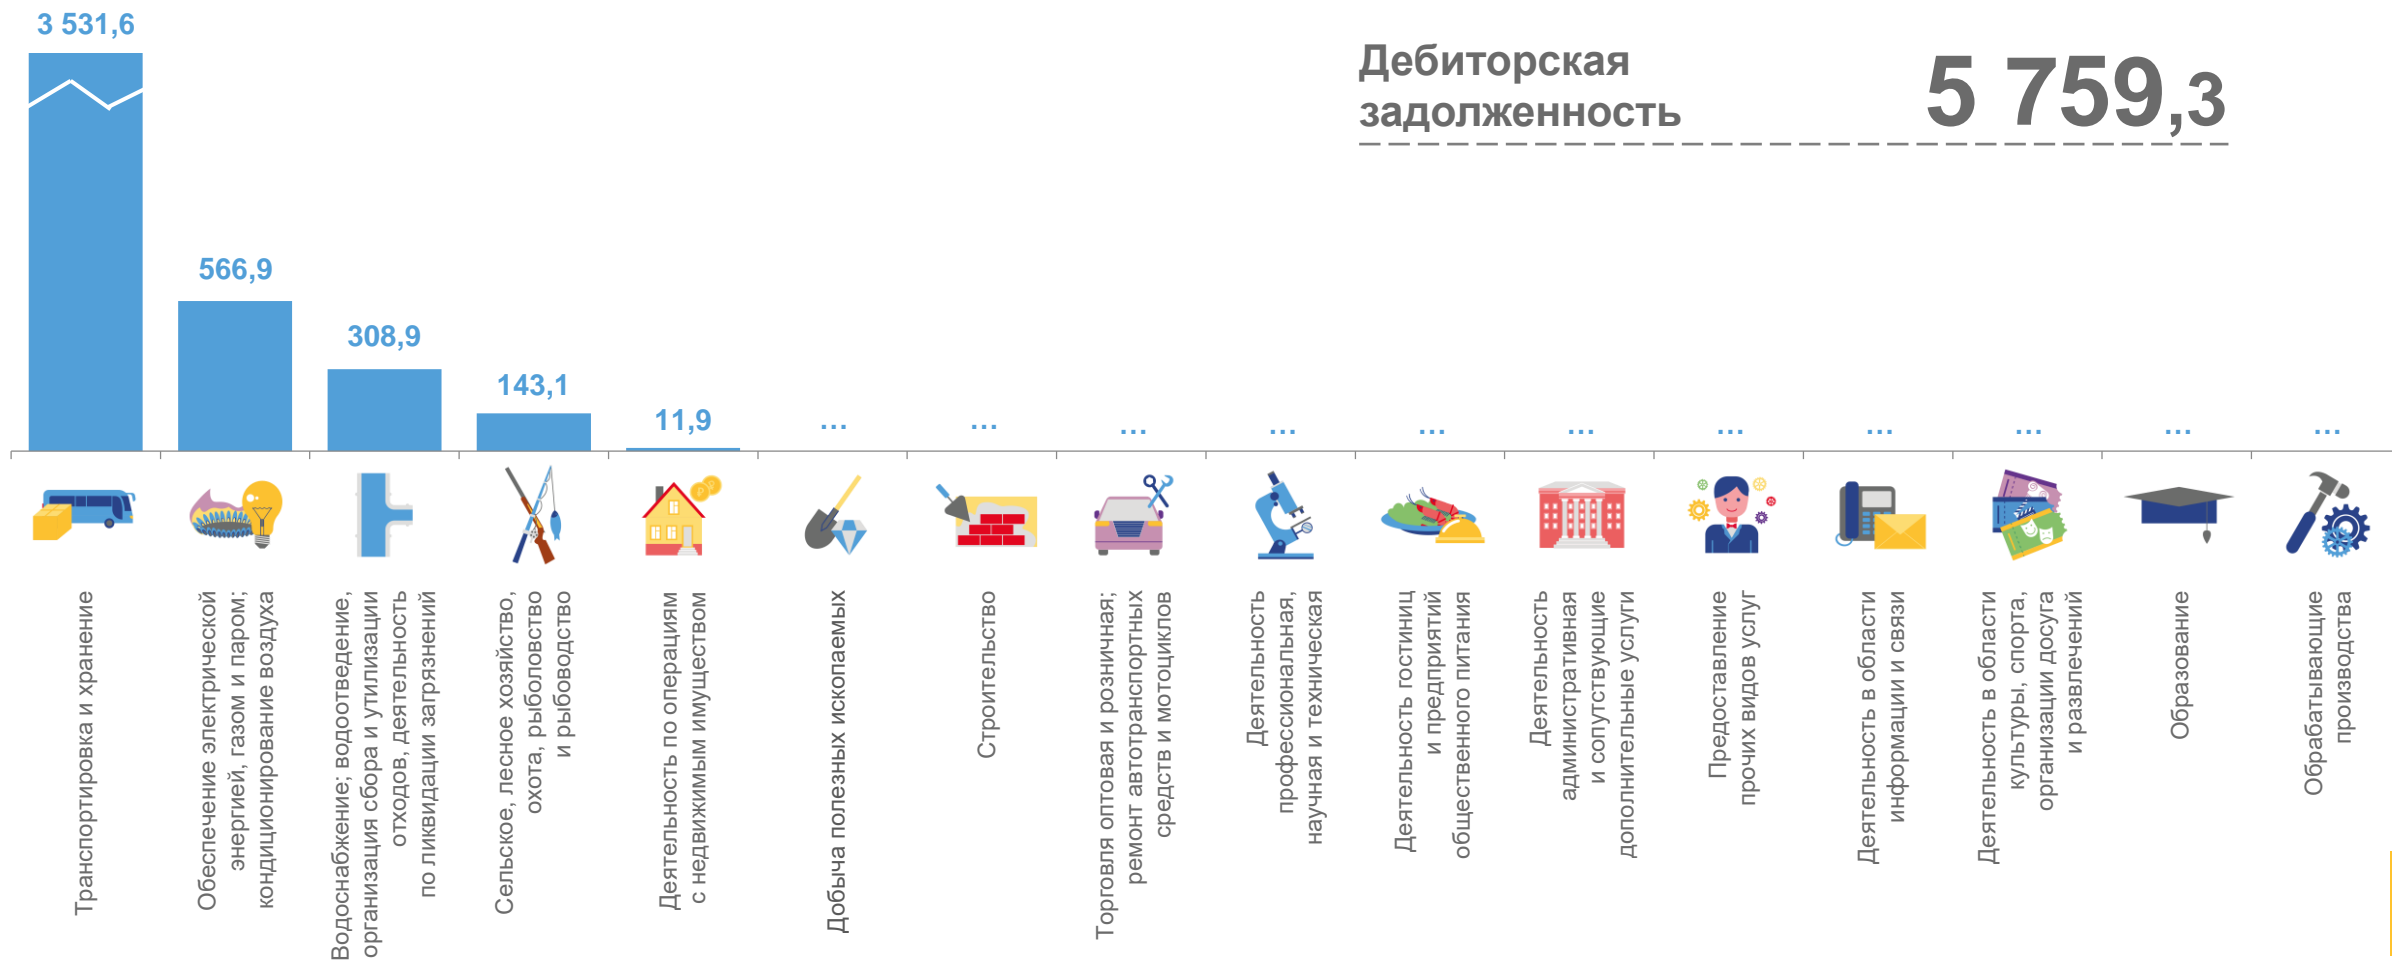 3 531,6
Дебиторская
задолженность
5 759,3
566,9
308,9
143,1
11,9
...
...
...
...
...
...
...
...
...
...
...
Транспортировка и хранение
Обеспечение электрической
энергией, газом и паром;
кондиционирование воздуха
Водоснабжение; водоотведение,
организация сбора и утилизации
отходов, деятельность
по ликвидации загрязнений
Сельское, лесное хозяйство,
охота, рыболовство
и рыбоводство
Деятельность по операциям
с недвижимым имуществом
Добыча полезных ископаемых
Строительство
Торговля оптовая и розничная;
ремонт автотранспортных
средств и мотоциклов
Деятельность
профессиональная,
научная и техническая
Деятельность гостиниц
и предприятий
общественного питания
Деятельность
административная
и сопутствующие
дополнительные услуги
Предоставление
прочих видов услуг
Деятельность в области
информации и связи
Деятельность в области
культуры, спорта,
организации досуга
и развлечений
Образование
Обрабатывающие
производства